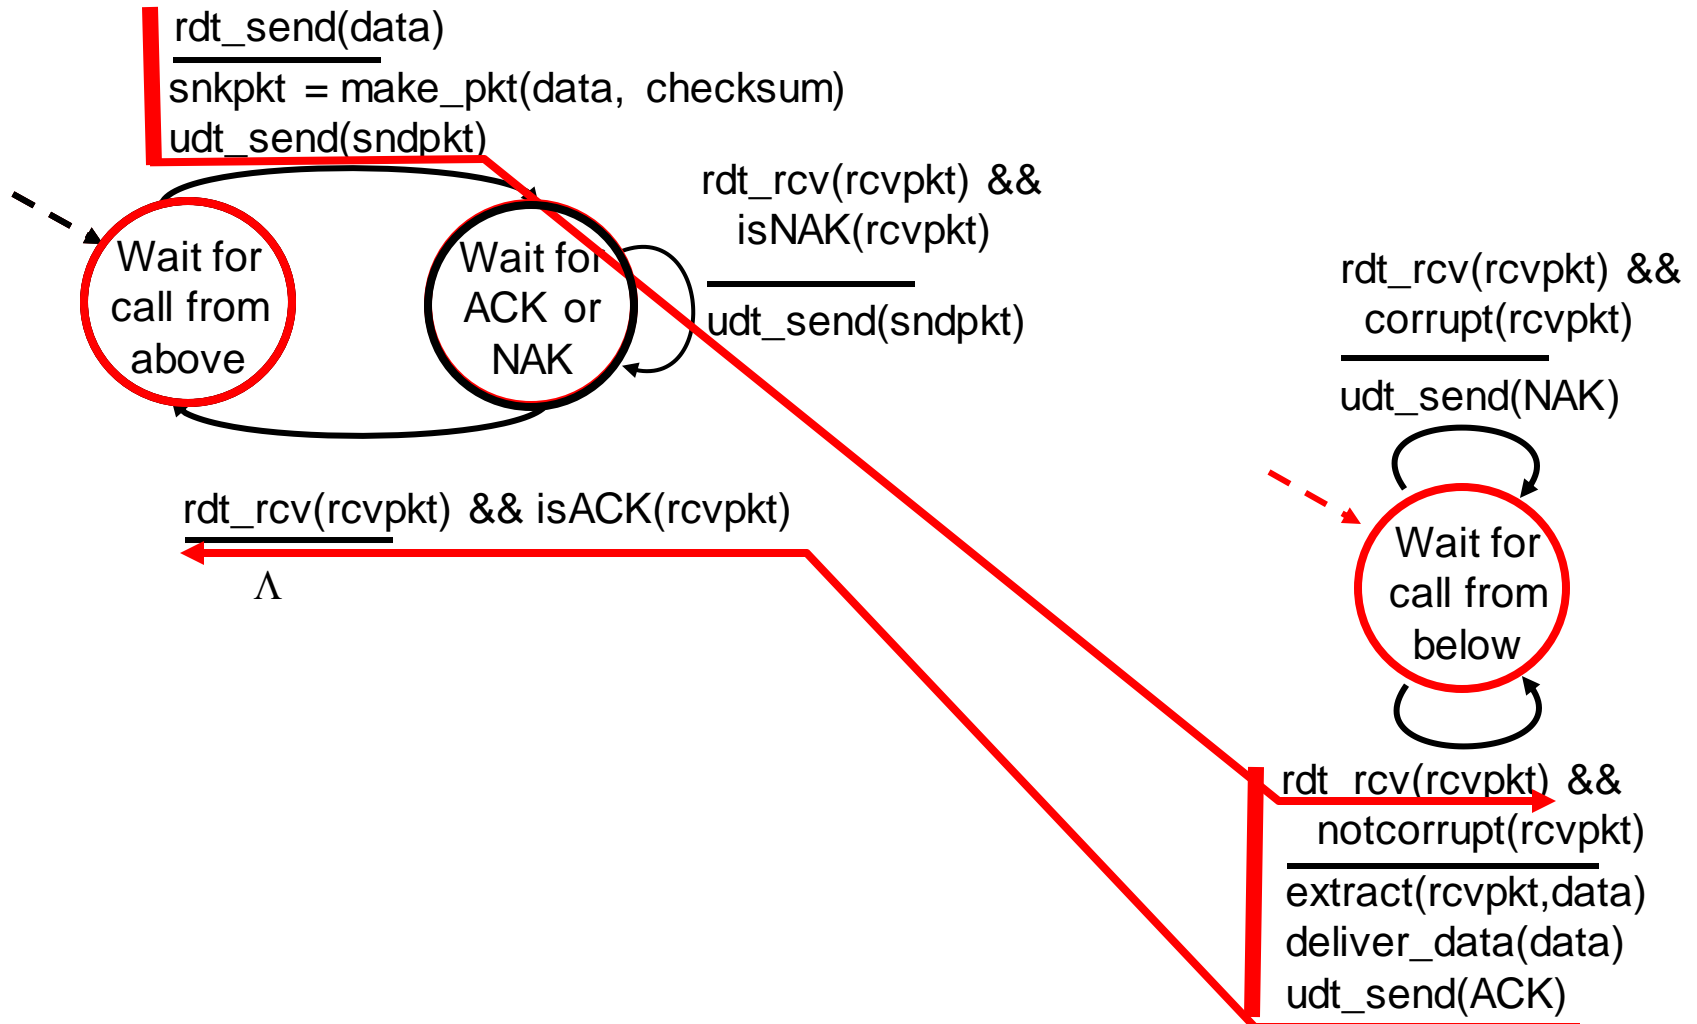 rdt_send(data)
snkpkt = make_pkt(data, checksum)
udt_send(sndpkt)
Wait for
call from
above
Wait for
ACK or
NAK
rdt_rcv(rcvpkt) &&
isNAK(rcvpkt)
udt_send(sndpkt)
rdt_rcv(rcvpkt) && isACK(rcvpkt)
Λ
rdt_rcv(rcvpkt) &&
corrupt(rcvpkt)
udt_send(NAK)
Wait for
call from
below
rdt_rcv(rcvpkt) &&
notcorrupt(rcvpkt)
extract(rcvpkt,data)
deliver_data(data)
udt_send(ACK)